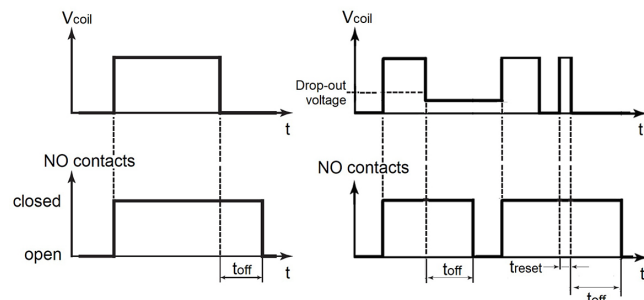 Vcoil
t
NO contacts
closed
open
toff
t
Vcoil
Drop-out
voltage
t
NO contacts
toff
treset
t
toff